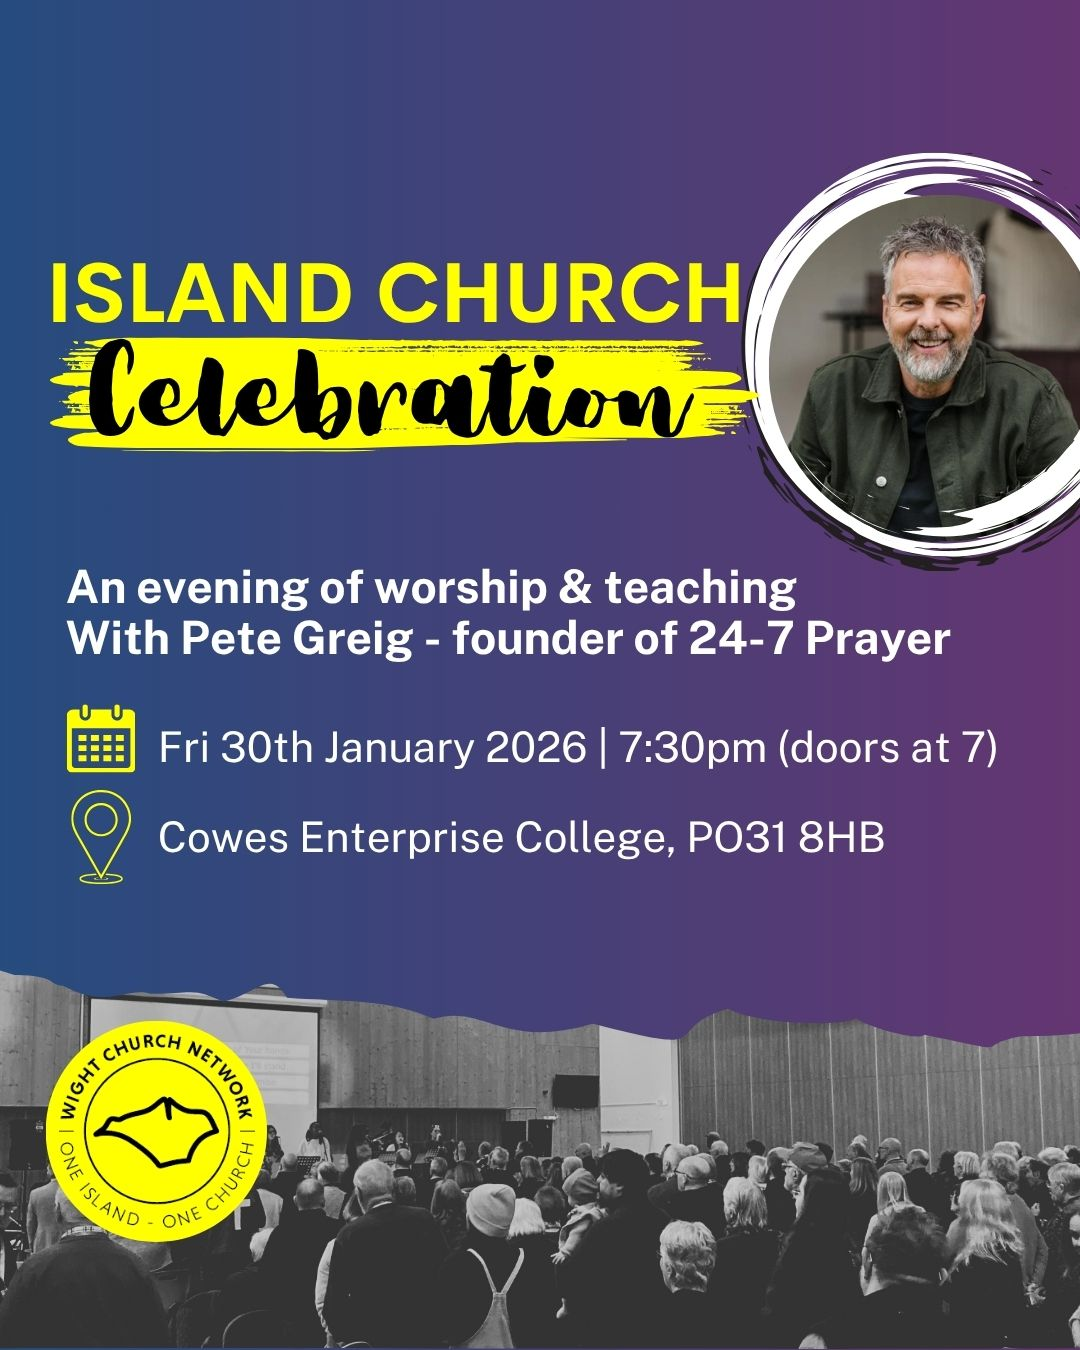 ISLAND CHURCH
Celebration
An evening of worship & teaching
With Pete Greig - founder of 24-7 Prayer
Fri 30th January 2026 | 7:30pm (doors at 7)
Cowes Enterprise College, PO31 8HB
| WIGHT CHURCH NETWORK |
ONE ISLAND - ONE CHURCH